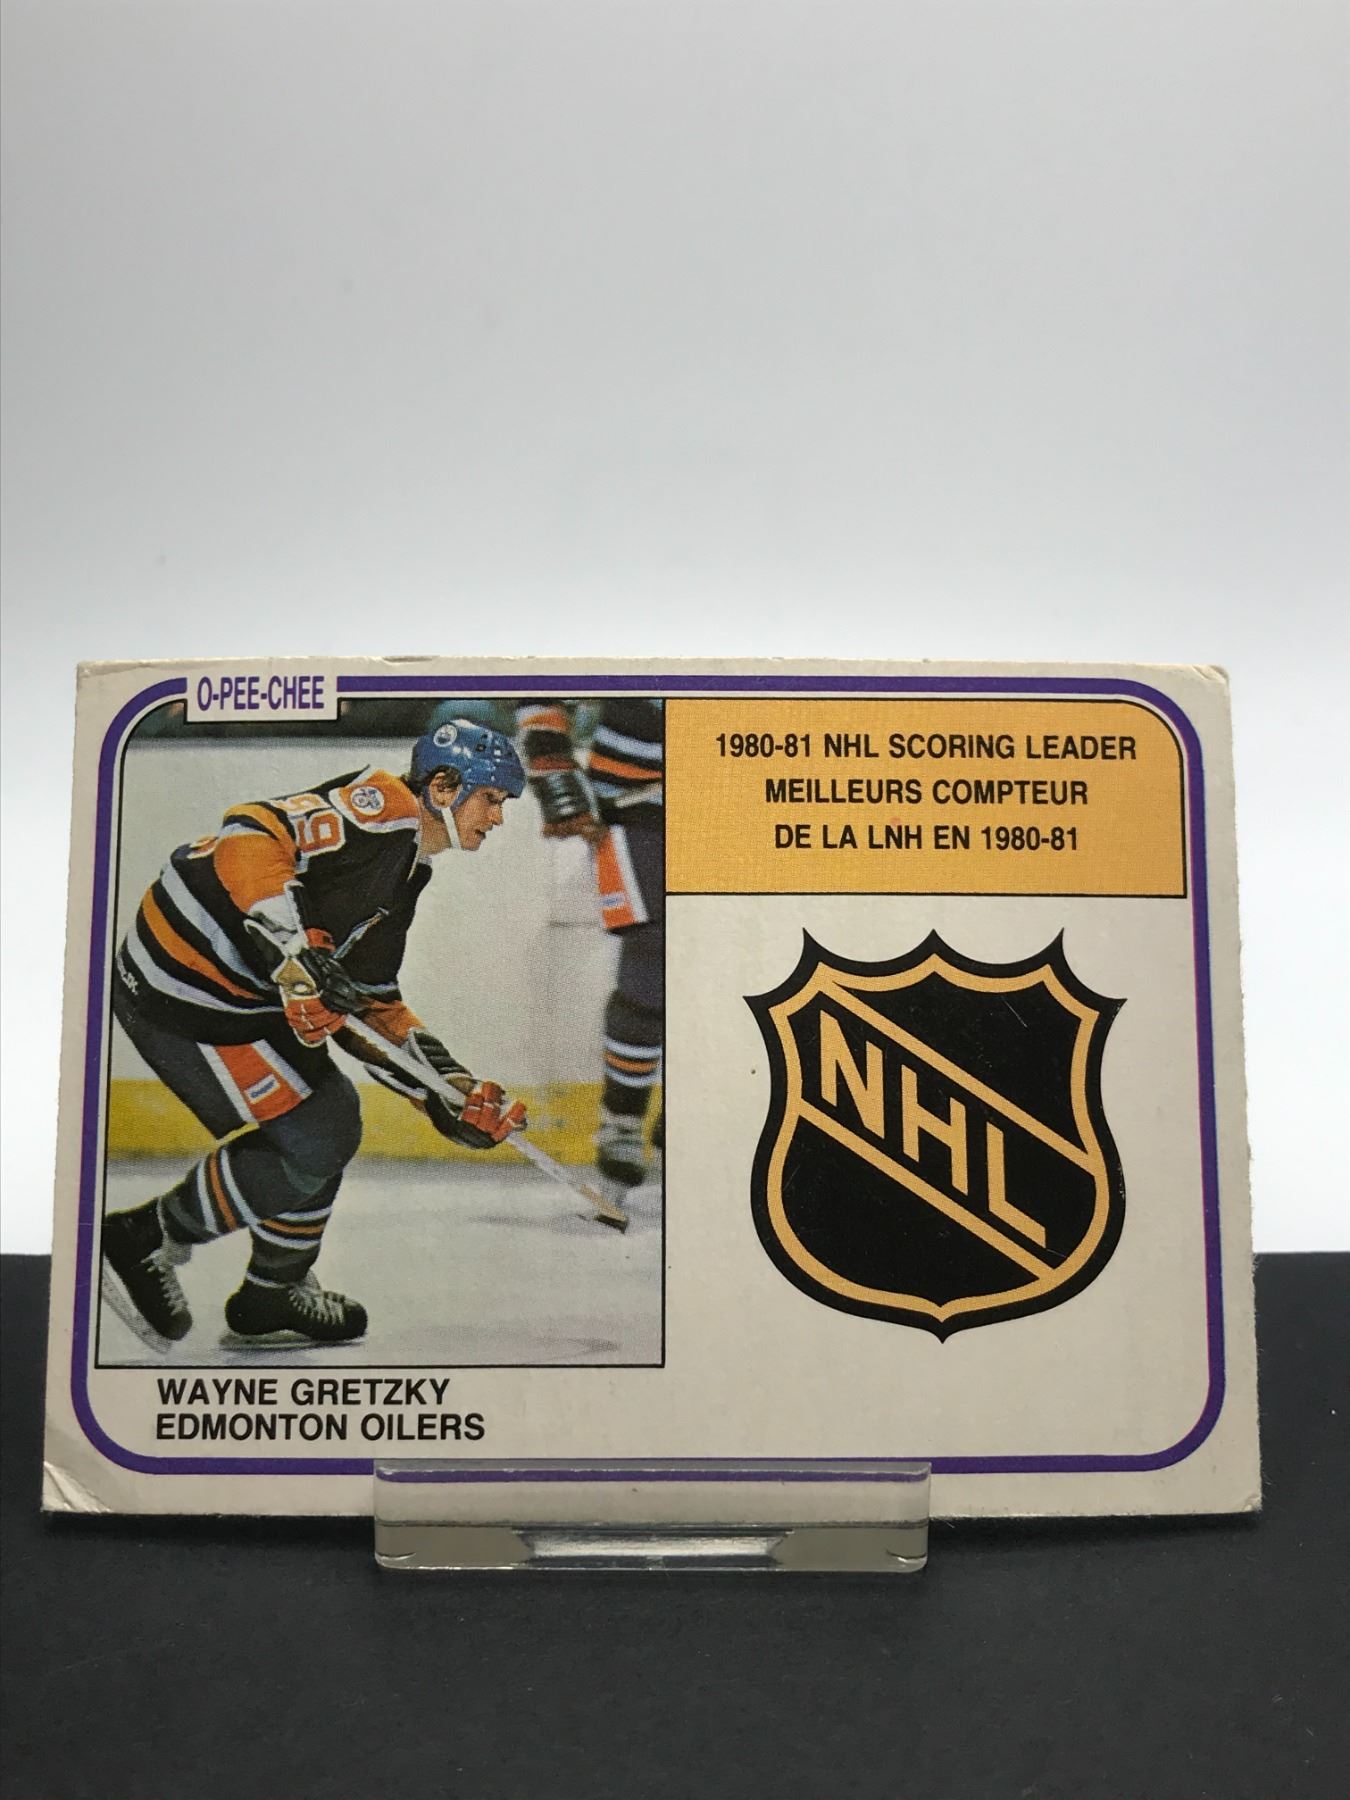 O-PEE-CHEE
1980-81 NHL SCORING LEADER
MEILLEURS COMPTEUR
DE LA LNH EN 1980-81
99
NHL
WAYNE GRETZKY
EDMONTON OILERS